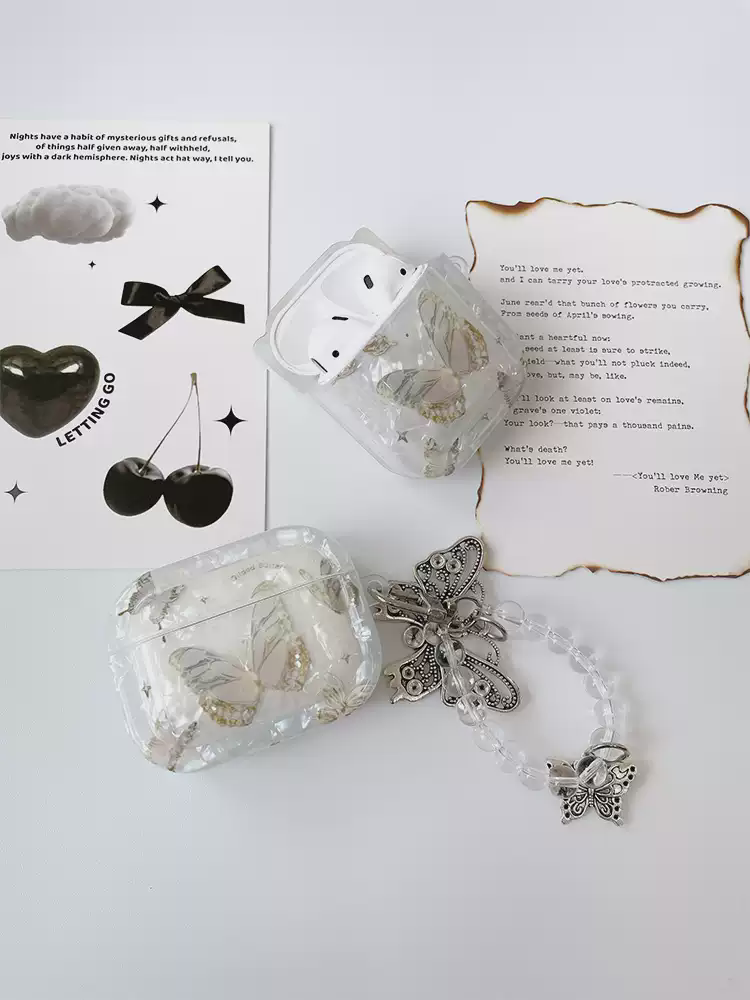 Nights have a habit of mysterious gifts and refusals,
of things half given away, half withheld,
joys with a dark hemisphere. Nights act hat way, I tell you.
LETTING GO
You'll love me yet.
and I can tarry your love's protracted growing.
June rear'd that bunch of flowers you carry,
From seeds of April's sowing.
ant a heartful now:
seed at least is sure to strike,
yield—what you'll not pluck indeed,
ove, but, may be, like.
'll look at least on love's remains,
grave's one violet:
Your look?—that pays a thousand pains.
What's death?
You'll love me yet!
——<You'll love Me yet>
Rober Browning